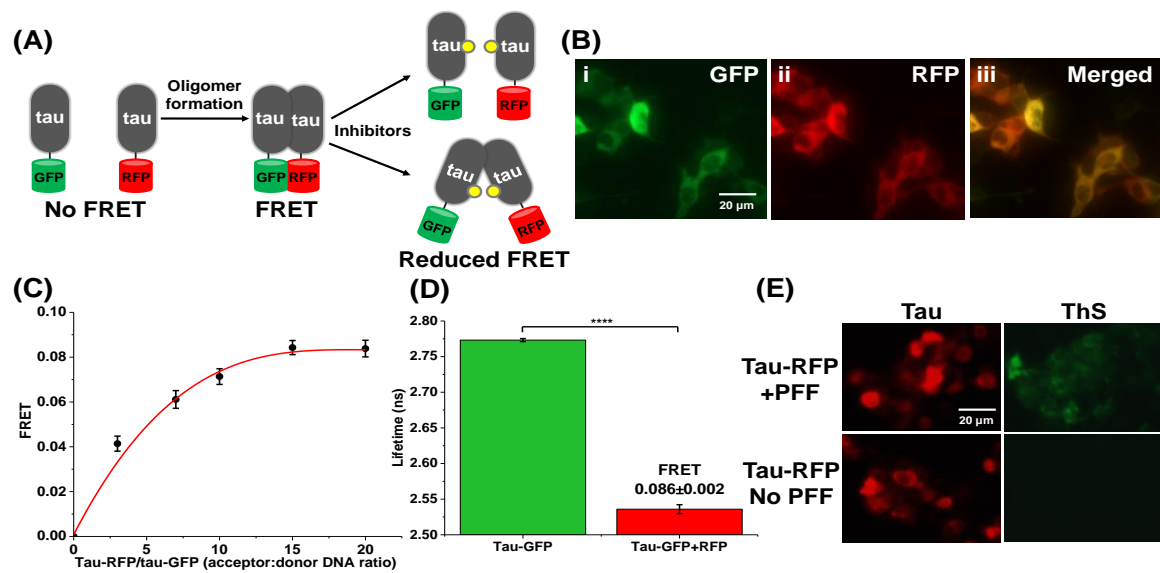 (A)
tau
tau
GFP
RFP
No FRET
Oligomer
formation
tau
tau
GFP
RFP
FRET
Inhibitors
tau
tau
GFP
RFP
tau
tau
GFP
RFP
Reduced FRET
(B)
i
GFP
20 µm
ii
RFP
iii
Merged
(C)
FRET
0.10
0.08
0.06
0.04
0.02
0.00
0
5
10
15
20
Tau-RFP/tau-GFP (acceptor:donor DNA ratio)
(D)
Lifetime (ns)
2.80
2.75
2.70
2.65
2.60
2.55
2.50
****
FRET
0.086±0.002
Tau-GFP
Tau-GFP+RFP
(E)
Tau
ThS
Tau-RFP
+PFF
20 µm
Tau-RFP
No PFF